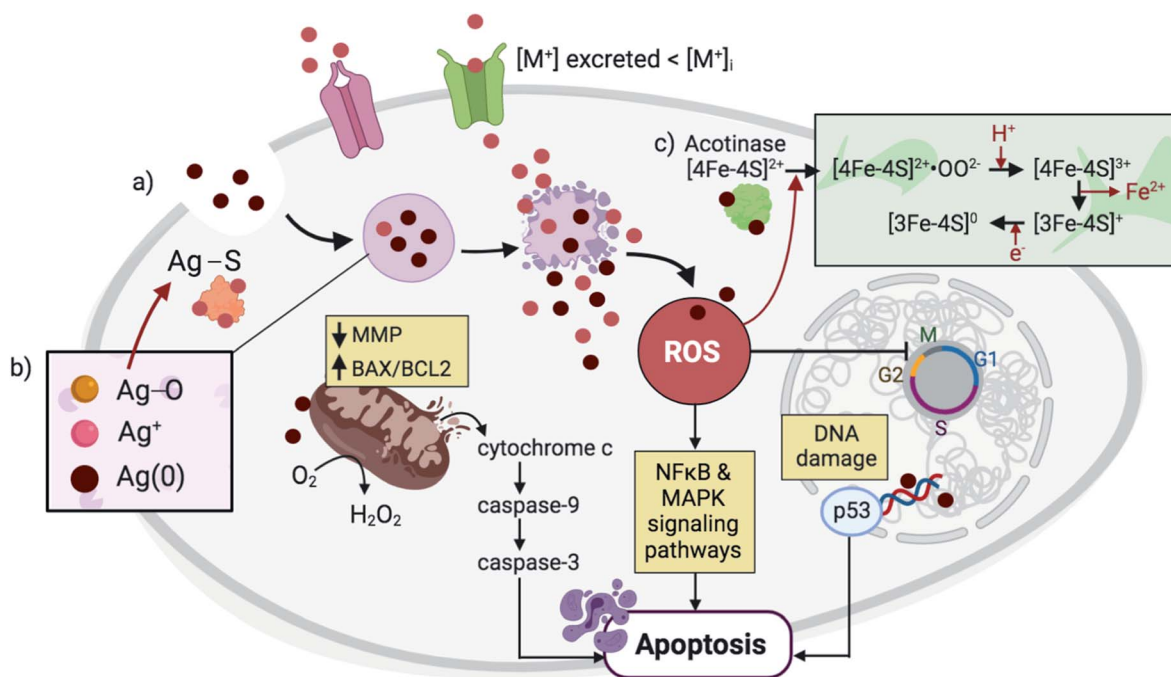 [M⁺] excreted < [M⁺]ᵢ
a)
Ag–S
b)
Ag–O
Ag⁺
Ag(0)
MMP
BAX/BCL2
O₂
H₂O₂
cytochrome c
caspase-9
caspase-3
ROS
NFκB &
MAPK
signaling
pathways
Apoptosis
c) Acotinase
[4Fe-4S]²⁺
[4Fe-4S]²⁺•OO²⁻
H⁺
[4Fe-4S]³⁺
Fe²⁺
[3Fe-4S]⁰
[3Fe-4S]⁺
e⁻
M
G1
G2
S
DNA
damage
p53